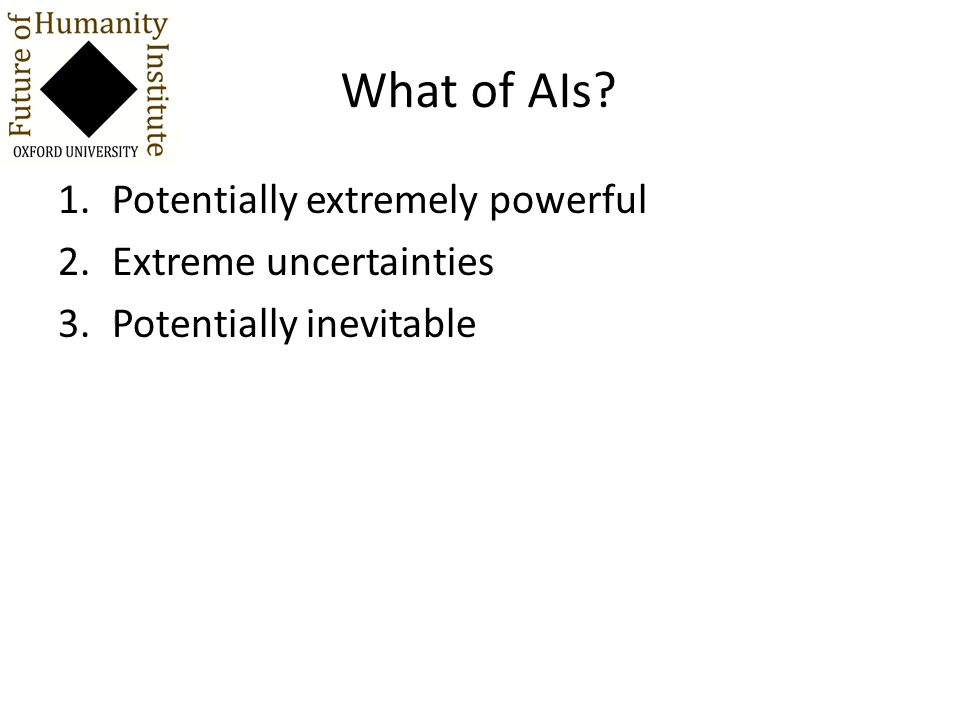 Future of
Humanity
Institute
OXFORD UNIVERSITY
What of AIs?
1. Potentially extremely powerful
2. Extreme uncertainties
3. Potentially inevitable